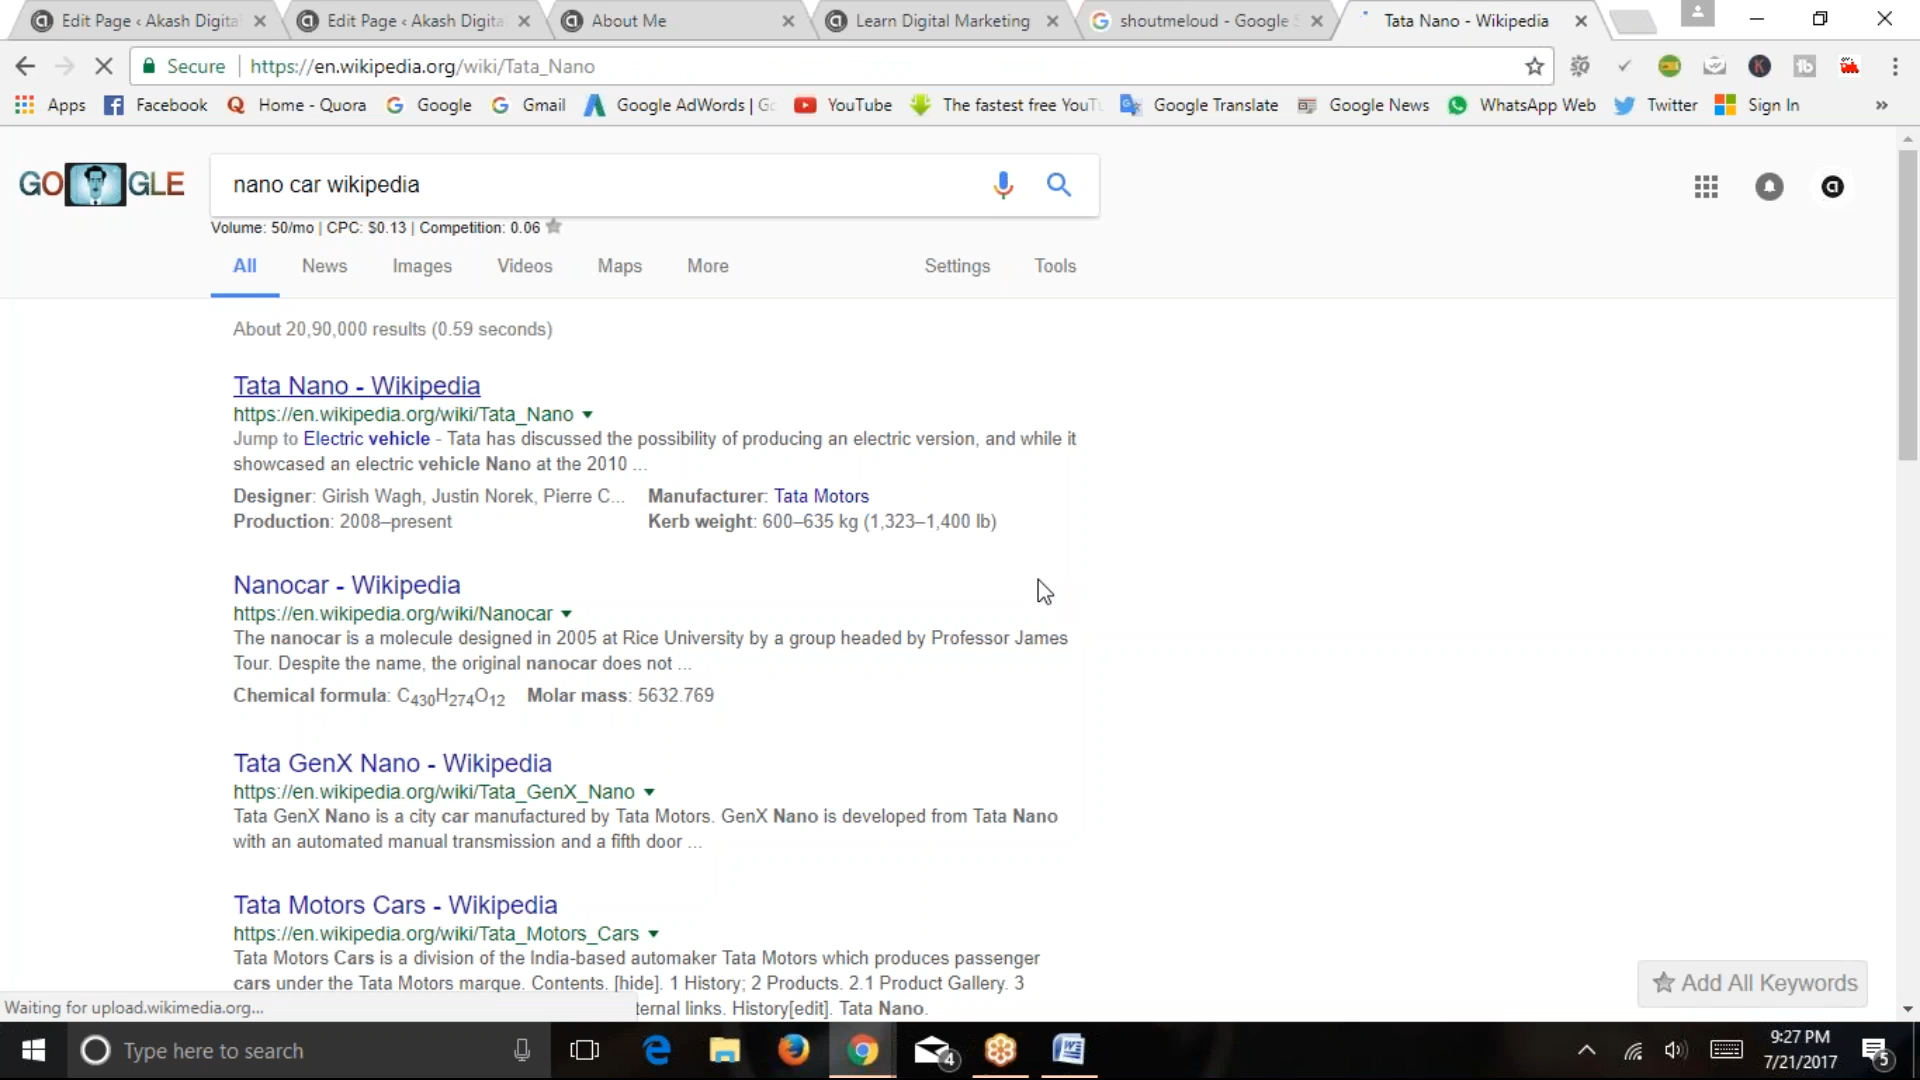 Edit Page ‹ Akash Digital
Edit Page ‹ Akash Digita
About Me
Learn Digital Marketing
shoutmeloud - Google S
Tata Nano - Wikipedia
Secure | https://en.wikipedia.org/wiki/Tata_Nano
Apps Facebook Home - Quora Google Gmail Google AdWords | Go YouTube The fastest free YouTu Google Translate Google News WhatsApp Web Twitter Sign In »
GO GLE
nano car wikipedia
Volume: 50/mo | CPC: $0.13 | Competition: 0.06
All News Images Videos Maps More Settings Tools
About 20,90,000 results (0.59 seconds)
Tata Nano - Wikipedia
https://en.wikipedia.org/wiki/Tata_Nano
Jump to Electric vehicle - Tata has discussed the possibility of producing an electric version, and while it
showcased an electric vehicle Nano at the 2010 ...
Designer: Girish Wagh, Justin Norek, Pierre C... Manufacturer: Tata Motors
Production: 2008–present Kerb weight: 600–635 kg (1,323–1,400 lb)
Nanocar - Wikipedia
https://en.wikipedia.org/wiki/Nanocar
The nanocar is a molecule designed in 2005 at Rice University by a group headed by Professor James
Tour. Despite the name, the original nanocar does not ...
Chemical formula: C430H274O12 Molar mass: 5632.769
Tata GenX Nano - Wikipedia
https://en.wikipedia.org/wiki/Tata_GenX_Nano
Tata GenX Nano is a city car manufactured by Tata Motors. GenX Nano is developed from Tata Nano
with an automated manual transmission and a fifth door ...
Tata Motors Cars - Wikipedia
https://en.wikipedia.org/wiki/Tata_Motors_Cars
Tata Motors Cars is a division of the India-based automaker Tata Motors which produces passenger
cars under the Tata Motors marque. Contents. [hide]. 1 History; 2 Products. 2.1 Product Gallery. 3
ternal links. History[edit]. Tata Nano.
Add All Keywords
Waiting for upload.wikimedia.org...
Type here to search
4
9:27 PM
7/21/2017
5